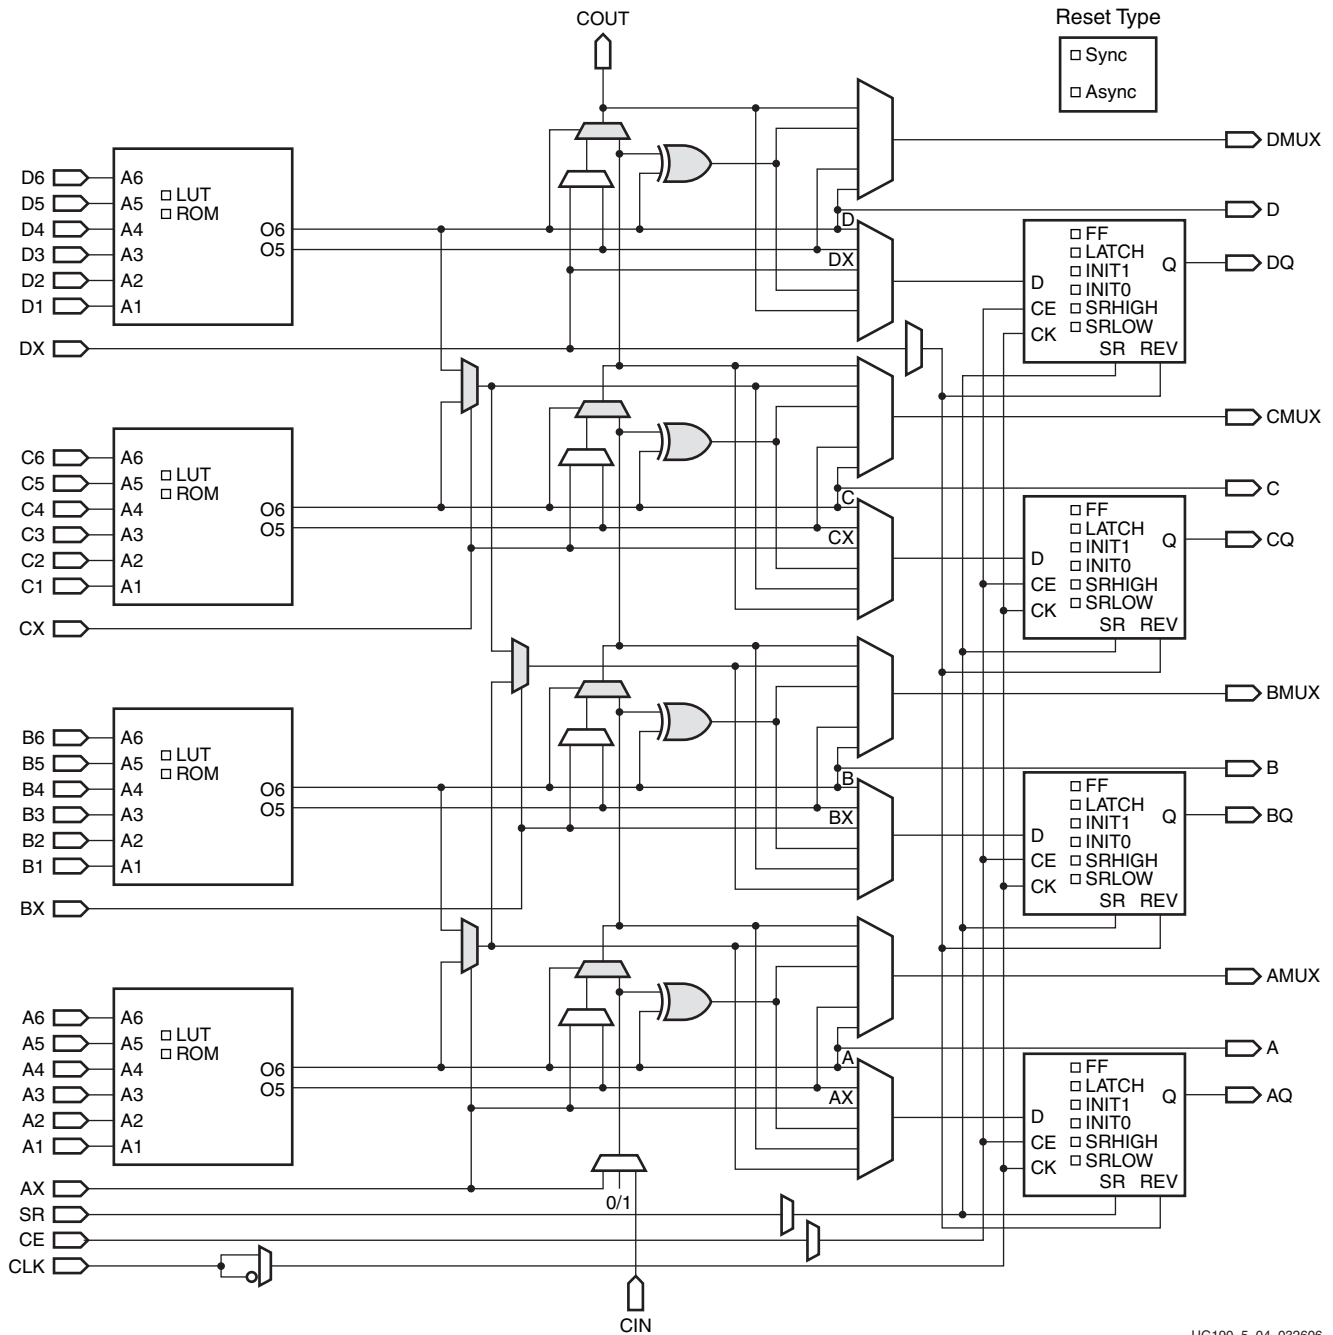 COUT
Reset Type
□ Sync
□ Async
DMUX
D6 A6
D5 A5
D4 A4
D3 A3
D2 A2
D1 A1
□ LUT
□ ROM
O6
O5
DX
D
DX
D
DQ
□ FF
□ LATCH
□ INIT1
□ INIT0
□ SRHIGH
□ SRLOW
D
CE
CK
Q
SR REV
CMUX
C6 A6
C5 A5
C4 A4
C3 A3
C2 A2
C1 A1
□ LUT
□ ROM
O6
O5
CX
C
CX
C
CQ
□ FF
□ LATCH
□ INIT1
□ INIT0
□ SRHIGH
□ SRLOW
D
CE
CK
Q
SR REV
BMUX
B6 A6
B5 A5
B4 A4
B3 A3
B2 A2
B1 A1
□ LUT
□ ROM
O6
O5
BX
B
BX
B
BQ
□ FF
□ LATCH
□ INIT1
□ INIT0
□ SRHIGH
□ SRLOW
D
CE
CK
Q
SR REV
AMUX
A6 A6
A5 A5
A4 A4
A3 A3
A2 A2
A1 A1
□ LUT
□ ROM
O6
O5
AX
A
AX
A
AQ
□ FF
□ LATCH
□ INIT1
□ INIT0
□ SRHIGH
□ SRLOW
D
CE
CK
Q
SR REV
0/1
SR
CE
CLK
CIN
UG190_5_04_032606